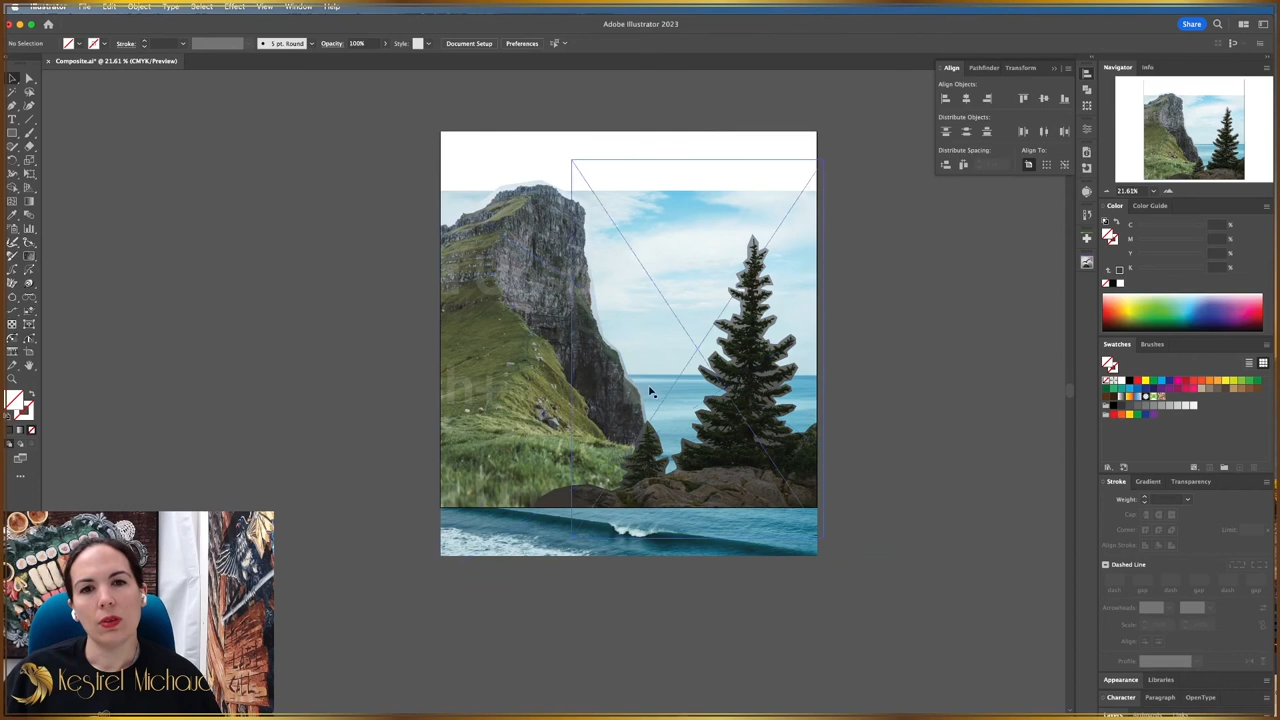 Illustrator File Edit Object Type Select Effect View Window Help
Adobe Illustrator 2023
Share
No Selection Stroke: 5 pt. Round Opacity: 100% Style: Document Setup Preferences
× Composite.ai* @ 21.61 % (CMYK/Preview)
Align Pathfinder Transform
Align Objects:
Distribute Objects:
Distribute Spacing: Align To:
Navigator Info
21.61%
Color Color Guide
C %
M %
Y %
K %
Swatches Brushes
Stroke Gradient Transparency
Weight:
Cap:
Corner:
Align Stroke:
Dashed Line
dash gap dash gap dash gap
Arrowheads:
Scale:
Align:
Profile:
Appearance Libraries
Character Paragraph OpenType
Kestrel Michaud